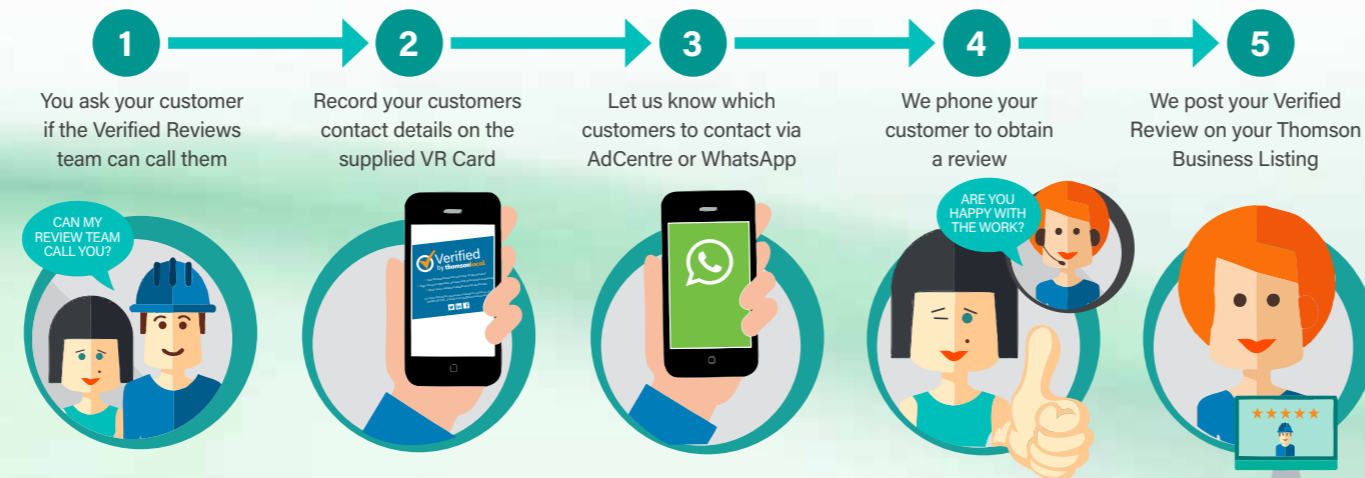 1
2
3
4
5
You ask your customer
if the Verified Reviews
team can call them
Record your customers
contact details on the
supplied VR Card
Let us know which
customers to contact via
AdCentre or WhatsApp
We phone your
customer to obtain
a review
We post your Verified
Review on your Thomson
Business Listing
CAN MY
REVIEW TEAM
CALL YOU?
Verified
by thomsonlocal
ARE YOU
HAPPY WITH
THE WORK?